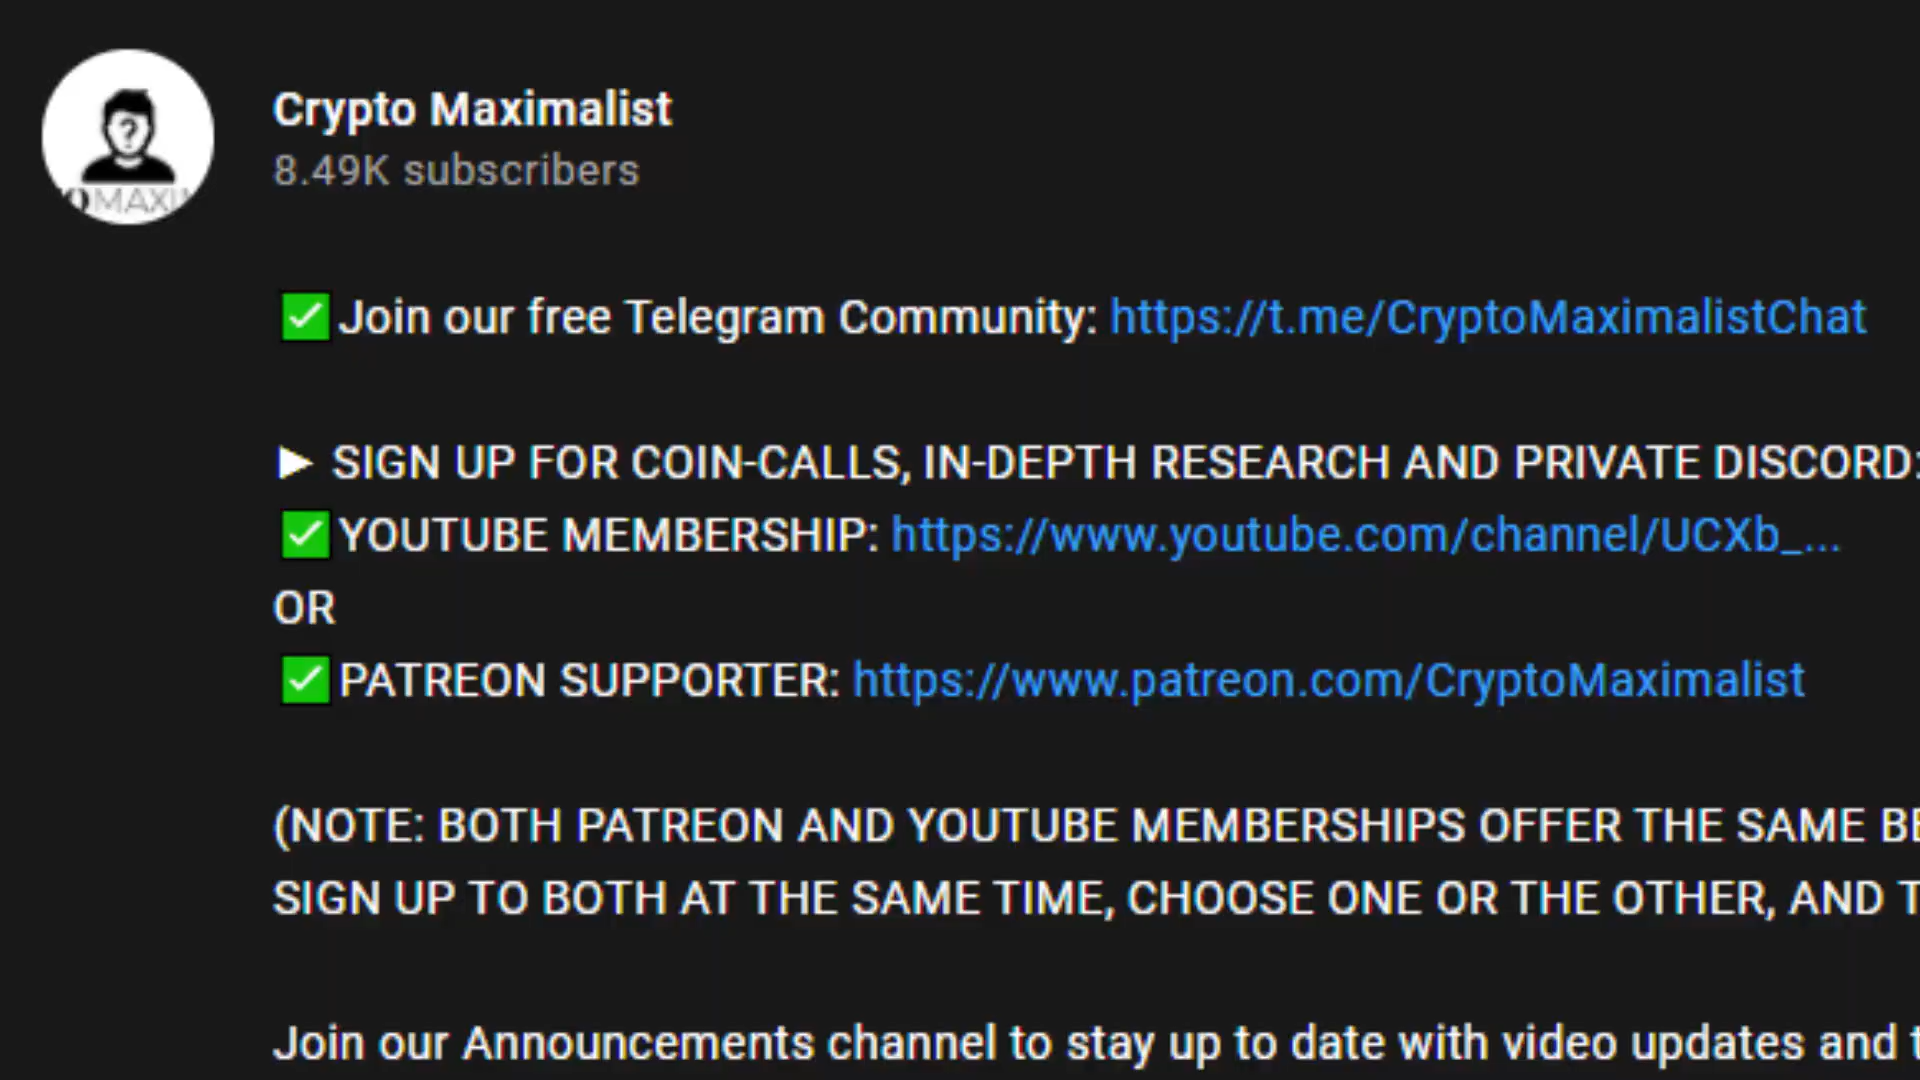 Crypto Maximalist
8.49K subscribers
?
OMAXI
✅Join our free Telegram Community: https://t.me/CryptoMaximalistChat
► SIGN UP FOR COIN-CALLS, IN-DEPTH RESEARCH AND PRIVATE DISCORD:
✅YOUTUBE MEMBERSHIP: https://www.youtube.com/channel/UCXb_...
OR
✅PATREON SUPPORTER: https://www.patreon.com/CryptoMaximalist
(NOTE: BOTH PATREON AND YOUTUBE MEMBERSHIPS OFFER THE SAME
SIGN UP TO BOTH AT THE SAME TIME, CHOOSE ONE OR THE OTHER, AND
Join our Announcements channel to stay up to date with video updates and